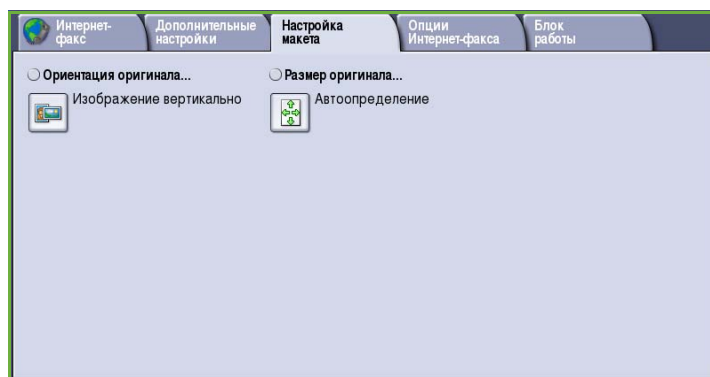 Интернет-
факс
Дополнительные
настройки
Настройка
макета
Опции
Интернет-факса
Блок
работы
Ориентация оригинала...
Изображение вертикально
Размер оригинала...
Автоопределение